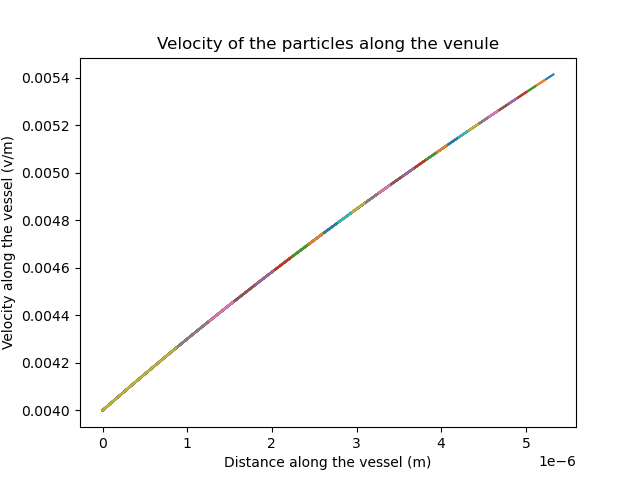 Velocity of the particles along the venule
Velocity along the vessel (v/m)
0.0054
0.0052
0.0050
0.0048
0.0046
0.0044
0.0042
0.0040
0 1 2 3 4 5
1e−6
Distance along the vessel (m)